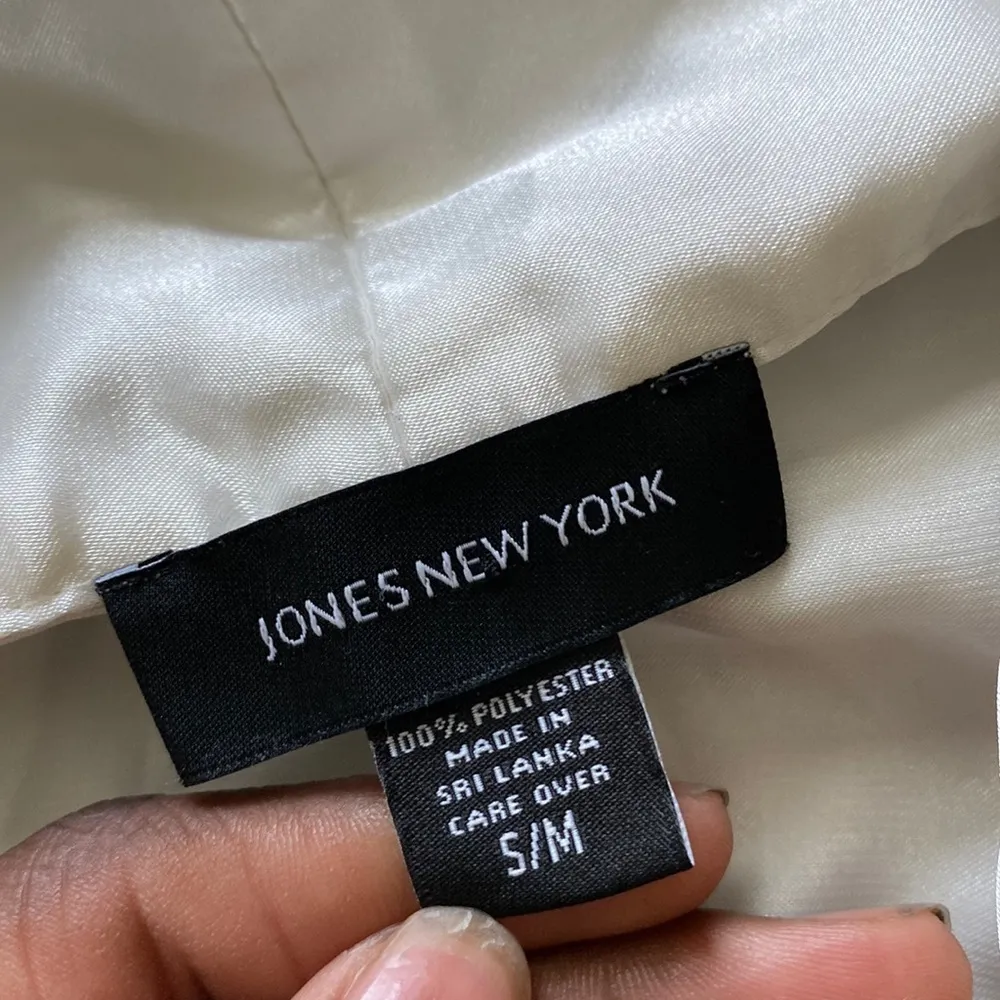 JONES NEW YORK
100% POLYESTER
MADE IN
SRI LANKA
CARE OVER
S/M